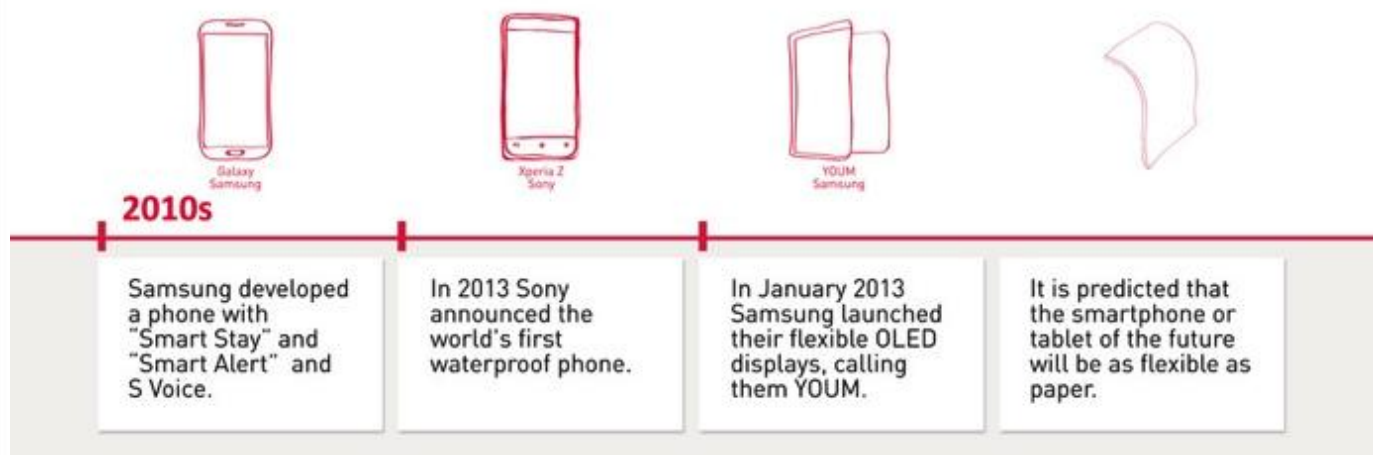 Galaxy
Samsung
Xperia Z
Sony
YOUM
Samsung
2010s
Samsung developed
a phone with
"Smart Stay" and
"Smart Alert" and
S Voice.
In 2013 Sony
announced the
world's first
waterproof phone.
In January 2013
Samsung launched
their flexible OLED
displays, calling
them YOUM.
It is predicted that
the smartphone or
tablet of the future
will be as flexible as
paper.